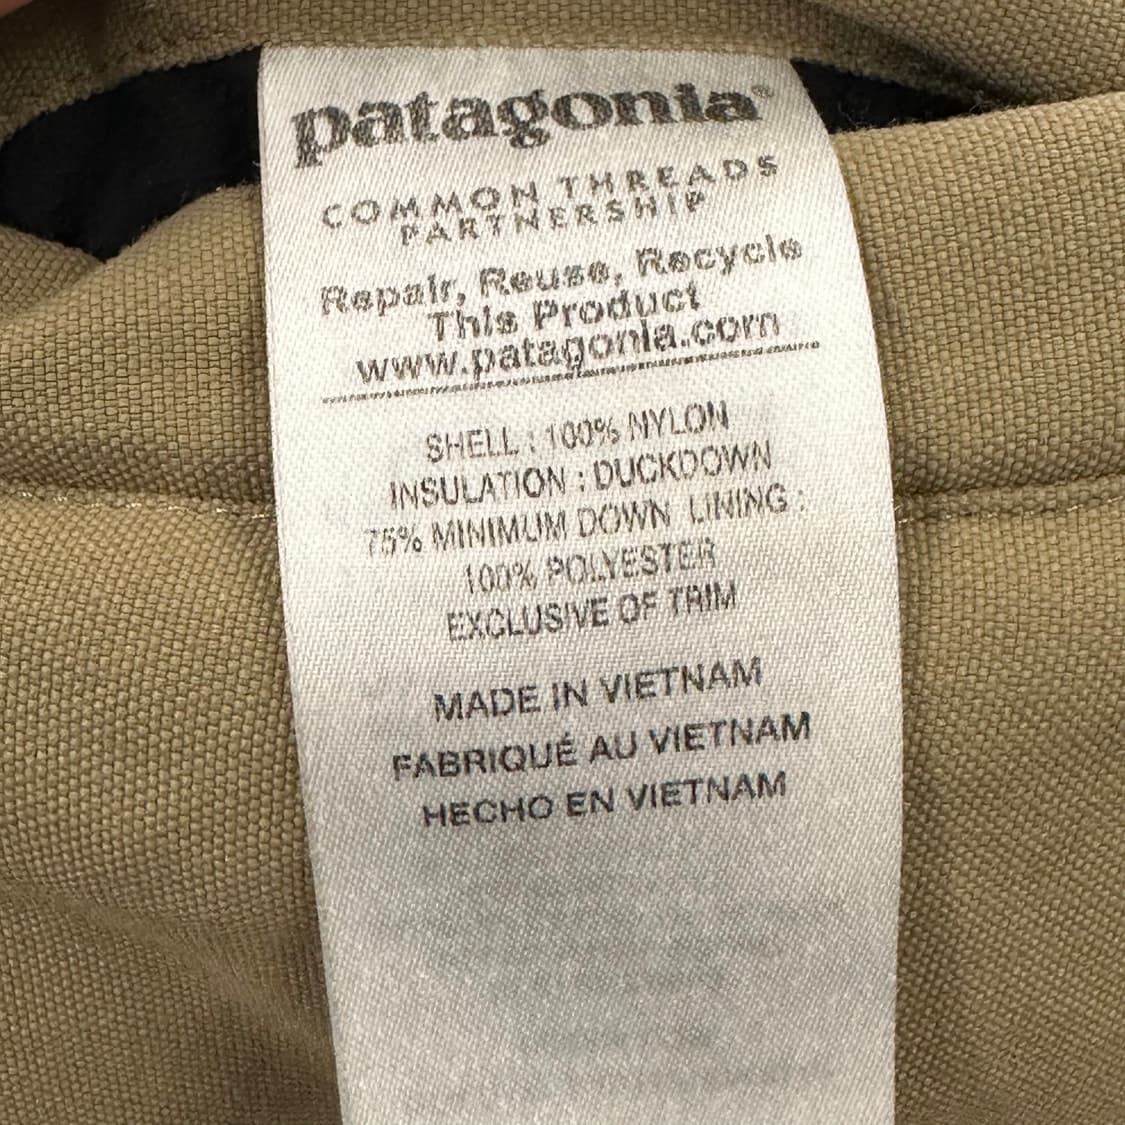 patagonia®
COMMON THREADS
PARTNERSHIP
Repair, Reuse, Recycle
This Product
www.patagonia.com
SHELL : 100% NYLON
INSULATION : DUCKDOWN
75% MINIMUM DOWN LINING :
100% POLYESTER
EXCLUSIVE OF TRIM
MADE IN VIETNAM
FABRIQUÉ AU VIETNAM
HECHO EN VIETNAM